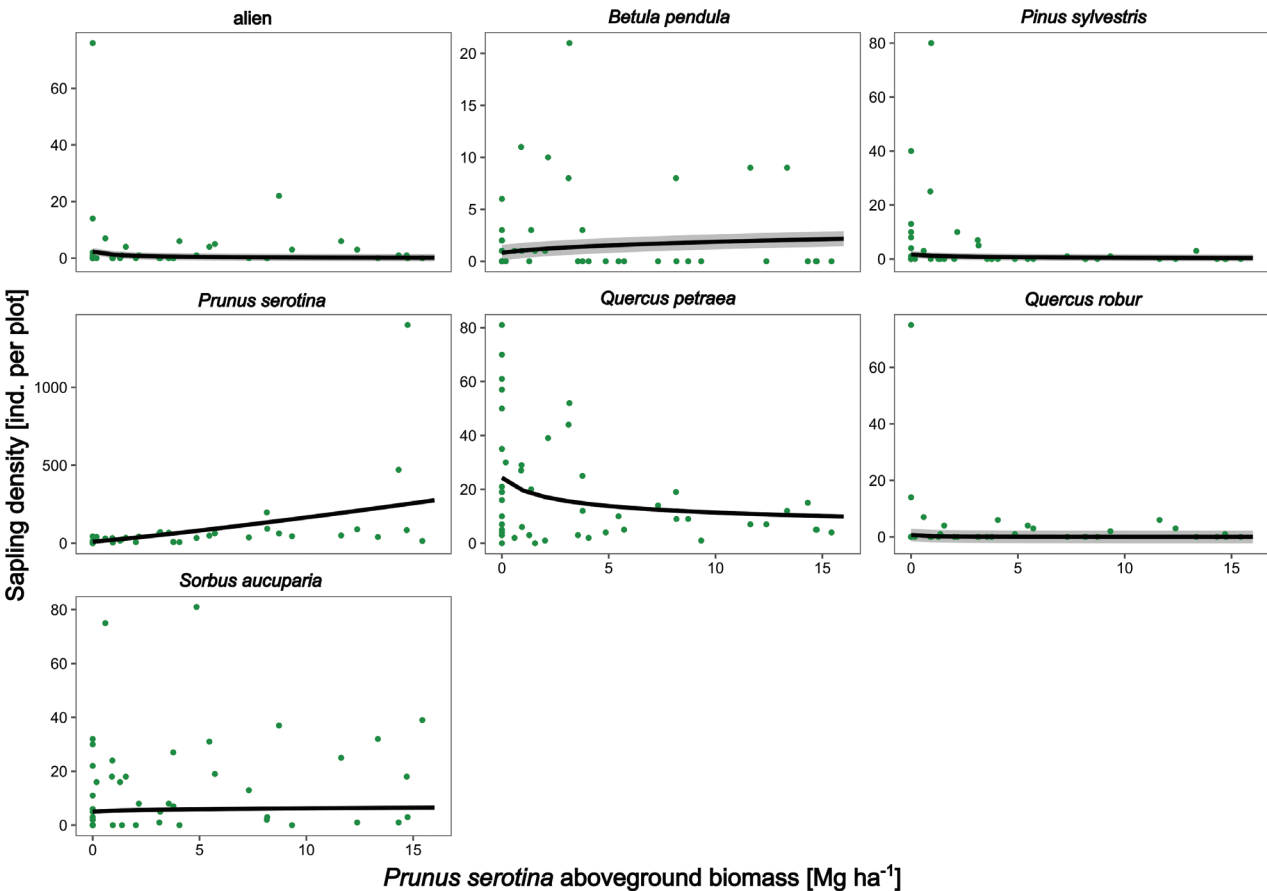 alien
Betula pendula
Pinus sylvestris
60
40
20
0
20
15
10
5
0
80
60
40
20
0
Prunus serotina
Quercus petraea
Quercus robur
1000
500
0
80
60
40
20
0
60
40
20
0
0 5 10 15
0 5 10 15
Sorbus aucuparia
80
60
40
20
0
0 5 10 15
Sapling density [ind. per plot]
Prunus serotina aboveground biomass [Mg ha⁻¹]